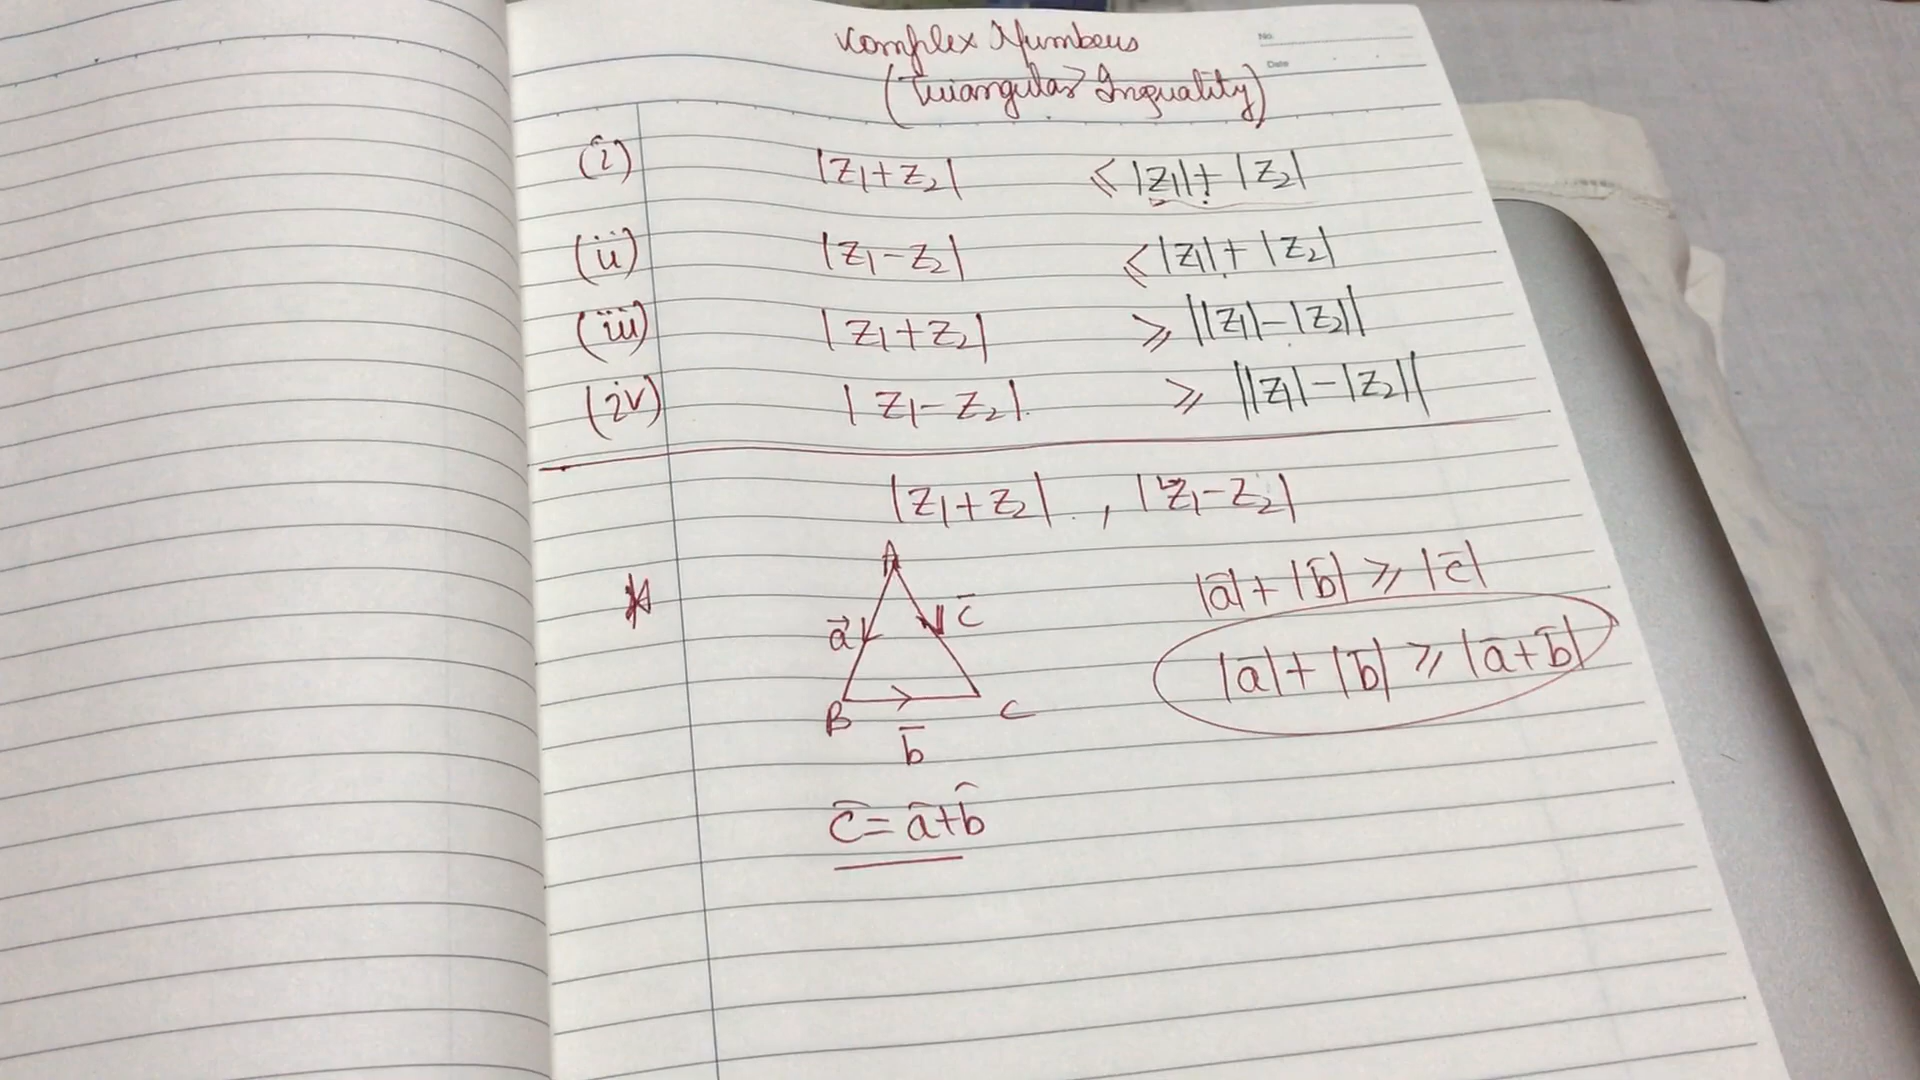 Complex Numbers
No.
Date
(Triangular Inquality)
(i) |z₁+z₂| ⩽ |z₁|+|z₂|
(ii) |z₁-z₂| ⩽ |z₁|+|z₂|
(iii) |z₁+z₂| ⩾ ||z₁|-|z₂||
(iv) |z₁-z₂| ⩾ ||z₁|-|z₂||
|z₁+z₂| , |z₁-z₂|
A
a⃗ c̄
B C
b̄
c̄ = a̅+b̅
|a̅|+|b̅| ⩾ |c̅|
|a̅|+|b̅| ⩾ |a̅+b̅|